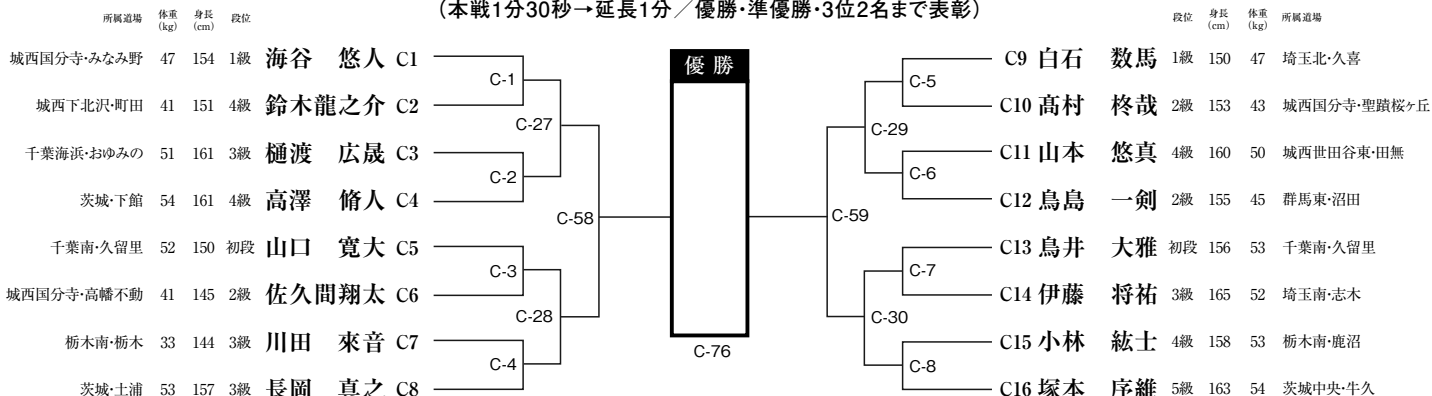 (本戦1分30秒→延長1分／優勝・準優勝・3位2名まで表彰)
所属道場 体重(kg) 身長(cm) 段位
城西国分寺・みなみ野 47 154 1級 海谷 悠人 C1
城西下北沢・町田 41 151 4級 鈴木龍之介 C2
千葉海浜・おゆみの 51 161 3級 樋渡 広晟 C3
茨城・下館 54 161 4級 高澤 脩人 C4
千葉南・久留里 52 150 初段 山口 寛大 C5
城西国分寺・高幡不動 41 145 2級 佐久間翔太 C6
栃木南・栃木 33 144 3級 川田 來音 C7
茨城・土浦 53 157 3級 長岡 真之 C8
C-1
C-2
C-3
C-4
C-27
C-28
C-58
優勝
C-76
段位 身長(cm) 体重(kg) 所属道場
C9 白石 数馬 1級 150 47 埼玉北・久喜
C10 髙村 柊哉 2級 153 43 城西国分寺・聖蹟桜ヶ丘
C11 山本 悠真 4級 160 50 城西世田谷東・田無
C12 鳥島 一剣 2級 155 45 群馬東・沼田
C13 鳥井 大雅 初段 156 53 千葉南・久留里
C14 伊藤 将祐 3級 165 52 埼玉南・志木
C15 小林 紘士 4級 158 53 栃木南・鹿沼
C16 塚本 序維 5級 163 54 茨城中央・牛久
C-5
C-6
C-7
C-8
C-29
C-30
C-59